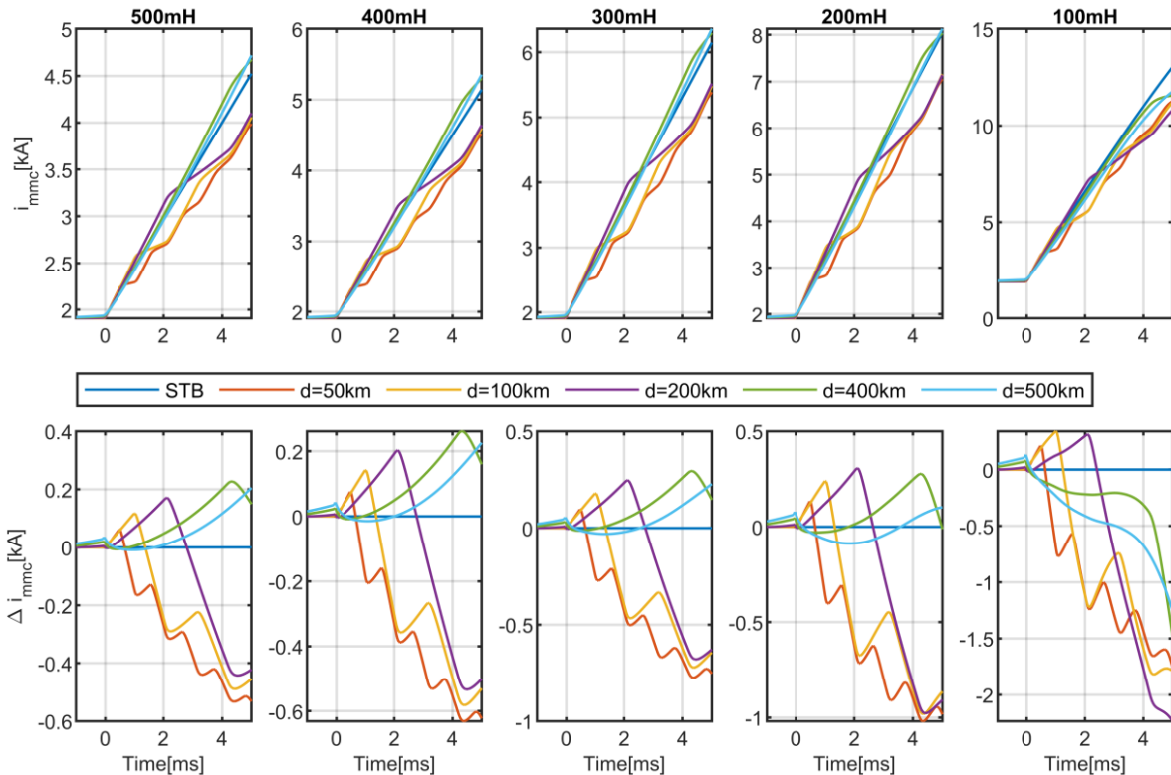 500mH 400mH 300mH 200mH 100mH
5 4.5 4 3.5 3 2.5 2
6 5 4 3 2
6 5 4 3 2
8 7 6 5 4 3 2
15 10 5 0
i_mmc[kA]
0 2 4 0 2 4 0 2 4 0 2 4 0 2 4
STB d=50km d=100km d=200km d=400km d=500km
0.4 0.2 0 -0.2 -0.4 -0.6
0.2 0 -0.2 -0.4 -0.6
0.5 0 -0.5 -1
0.5 0 -0.5 -1
0 -0.5 -1 -1.5 -2
Δ i_mmc[kA]
0 2 4 0 2 4 0 2 4 0 2 4 0 2 4
Time[ms] Time[ms] Time[ms] Time[ms] Time[ms]